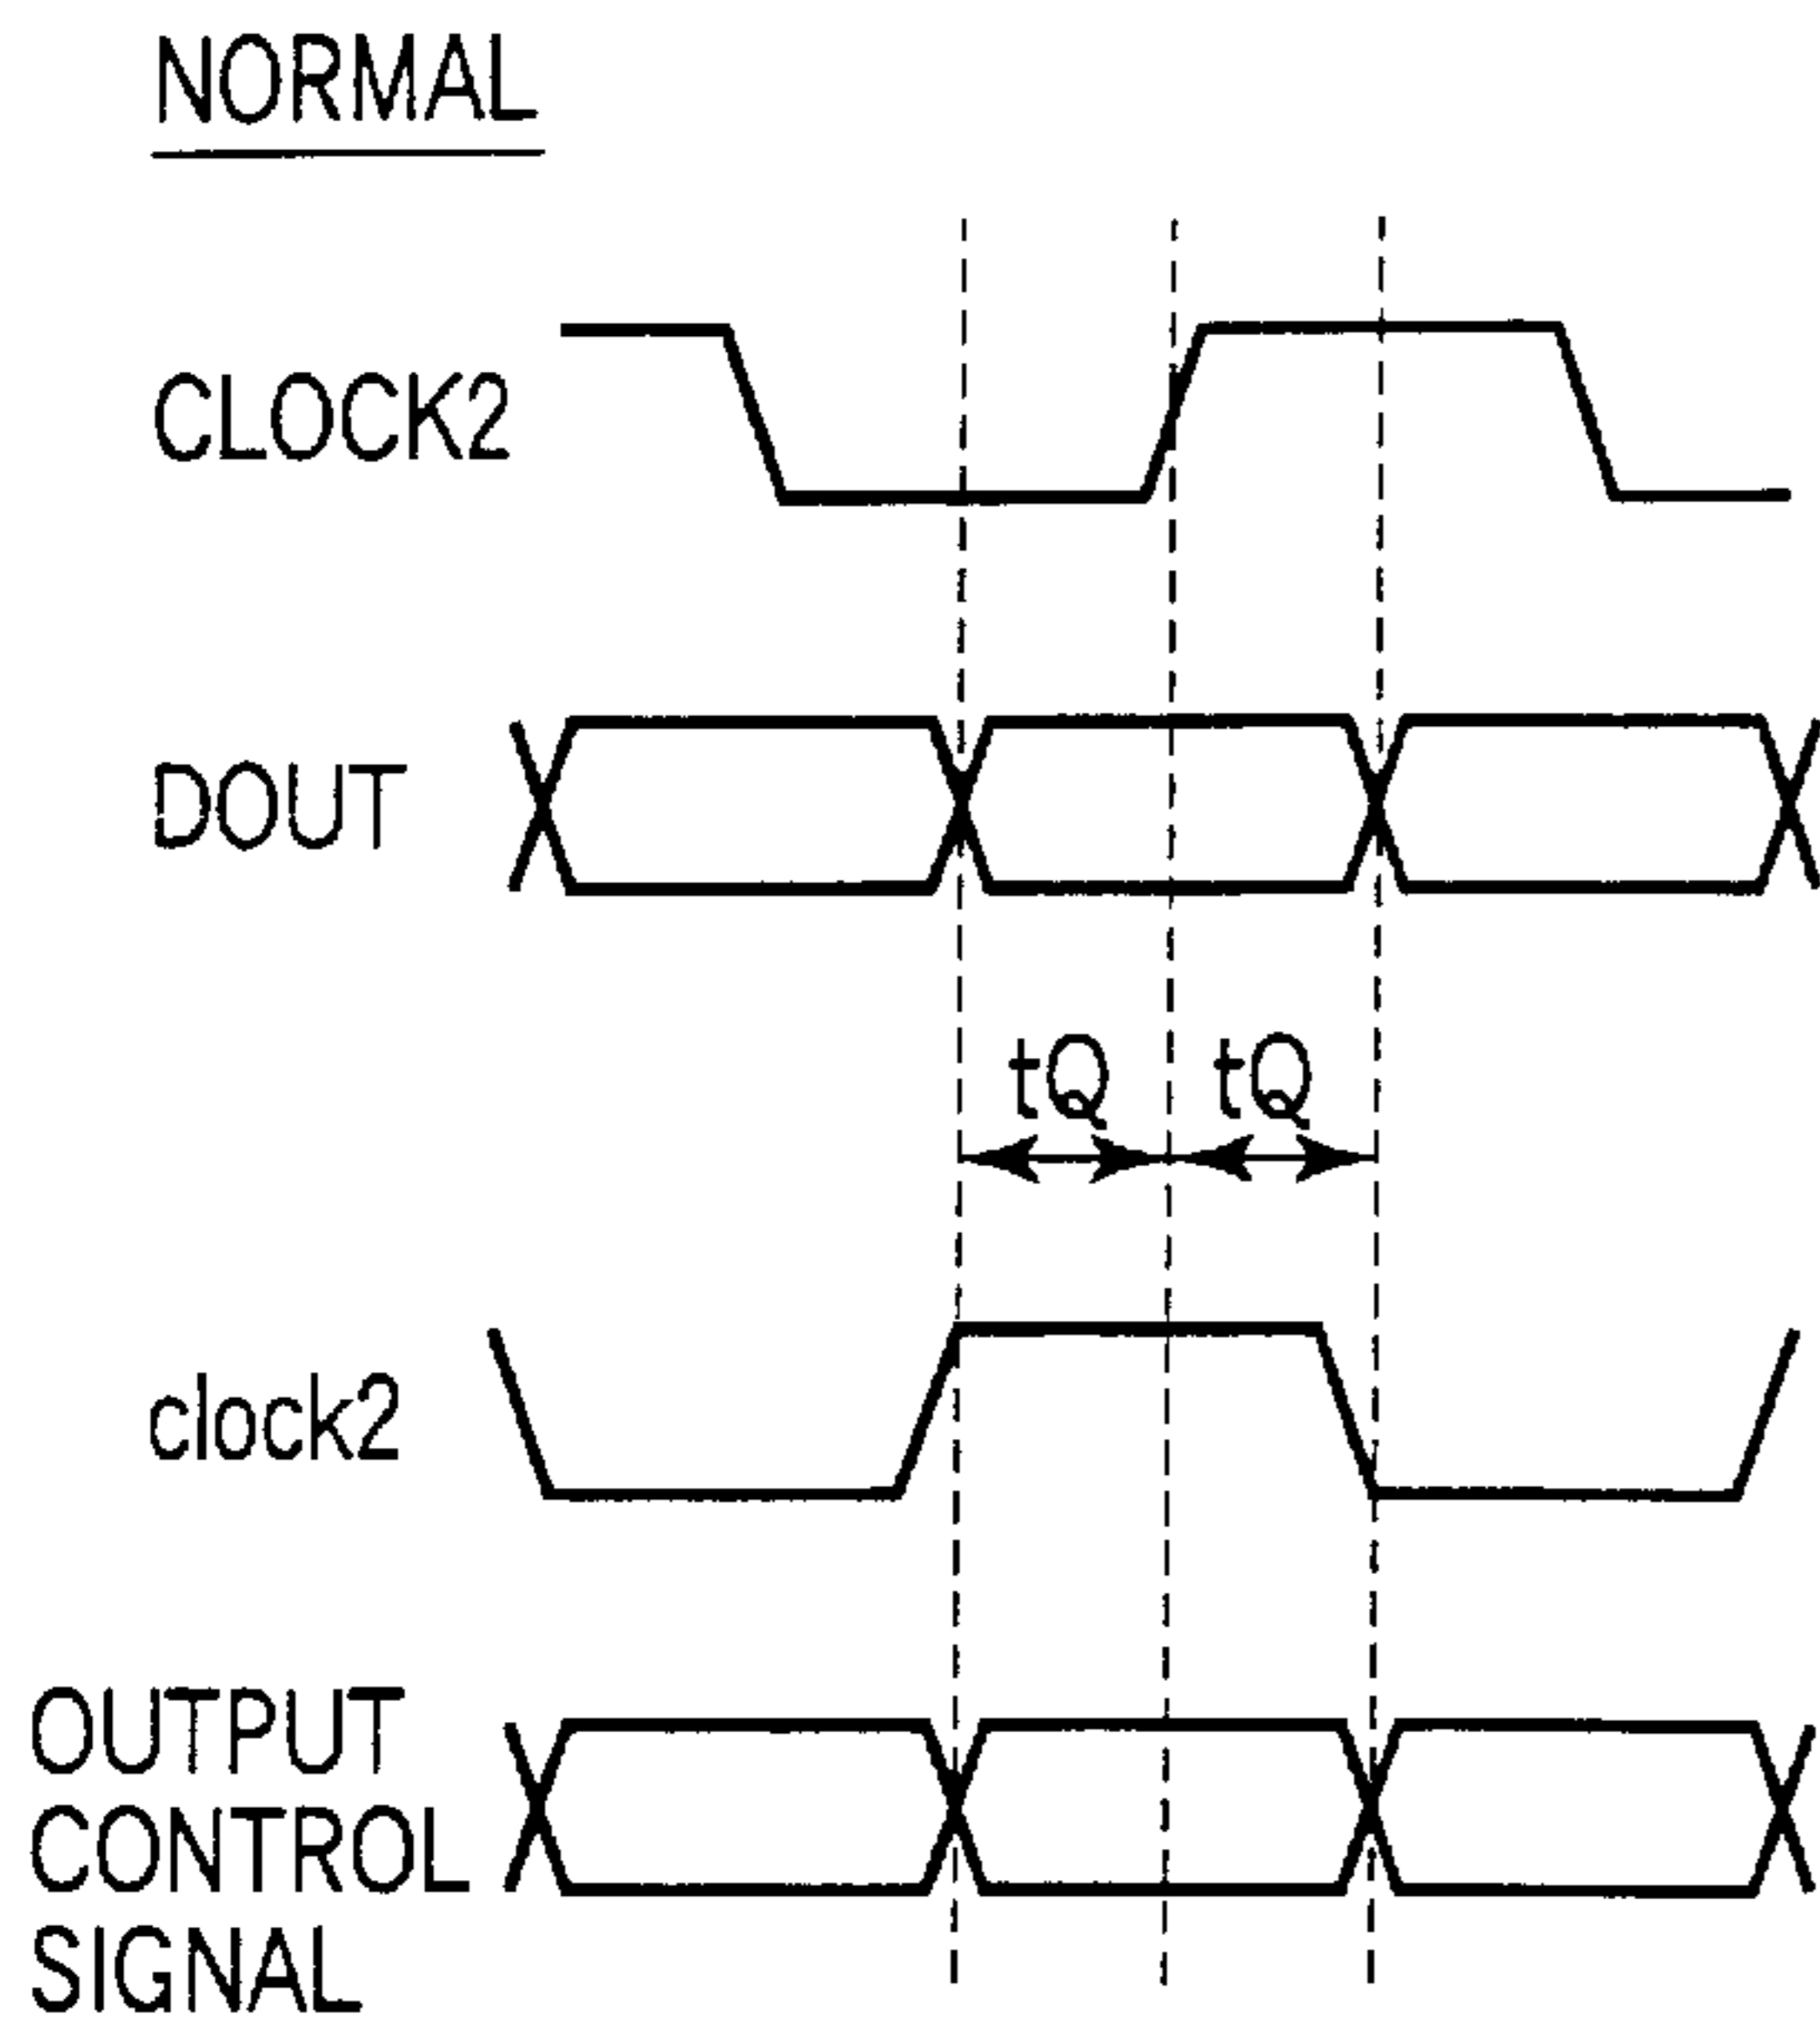 NORMAL
CLOCK2
DOUT
tQ tQ
clock2
OUTPUT
CONTROL
SIGNAL